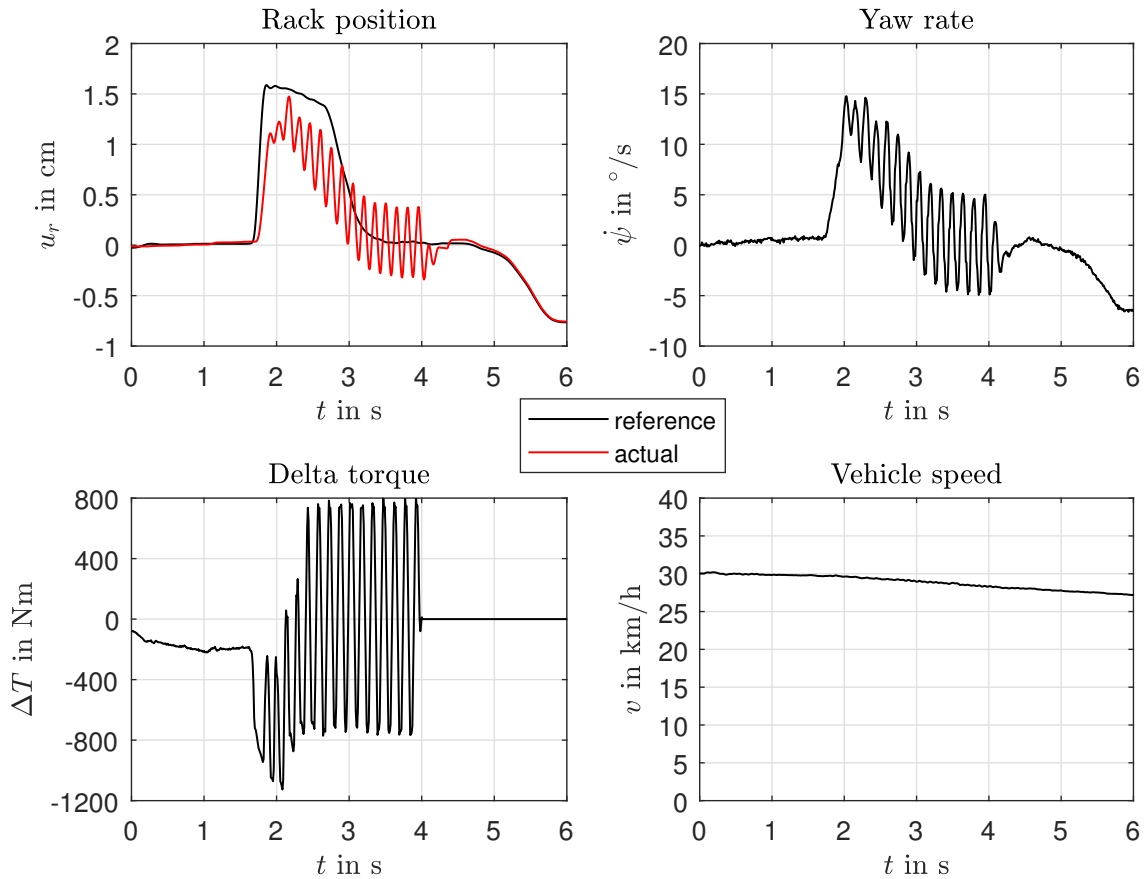 Rack position
2
1.5
1
0.5
0
-0.5
-1
u_r in cm
0 1 2 3 4 5 6
t in s
Yaw rate
20
15
10
5
0
-5
-10
ψ̇ in °/s
0 1 2 3 4 5 6
t in s
reference
actual
Delta torque
800
400
0
-400
-800
-1200
ΔT in Nm
0 1 2 3 4 5 6
t in s
Vehicle speed
40
35
30
25
20
15
10
5
0
v in km/h
0 1 2 3 4 5 6
t in s